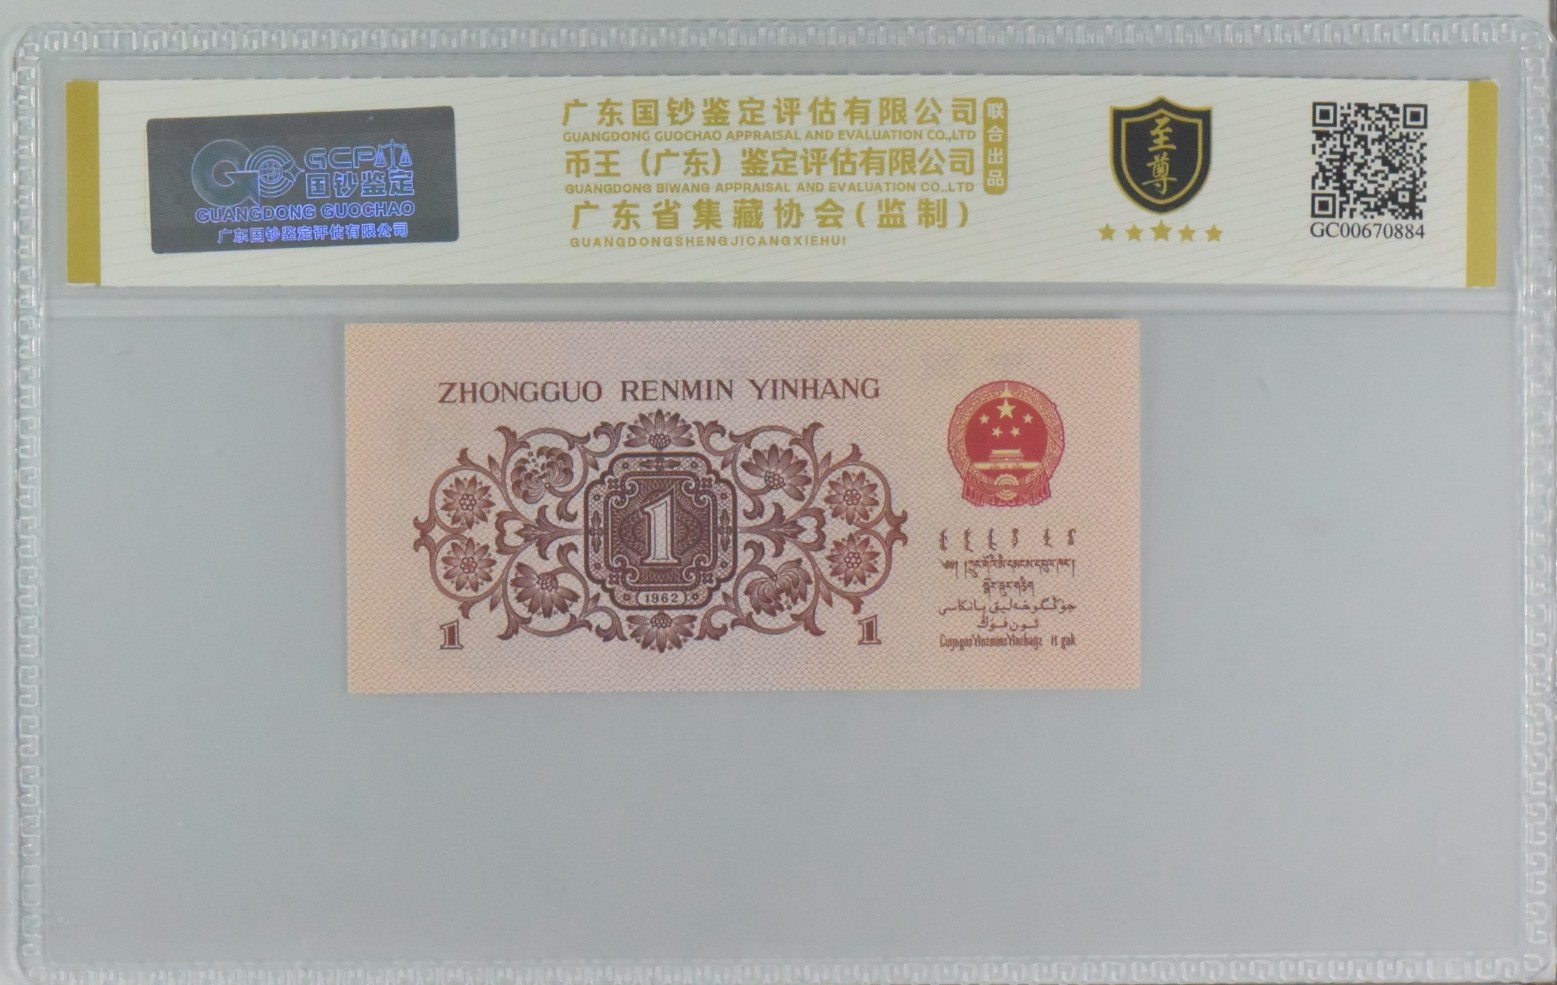 GCP
国钞鉴定
GUANGDONG GUOCHAO
广东国钞鉴定评估有限公司
广东国钞鉴定评估有限公司
GUANGDONG GUOCHAO APPRAISAL AND EVALUATION CO.,LTD
币王（广东）鉴定评估有限公司
GUANGDONG BIWANG APPRAISAL AND EVALUATION CO.,LTD
广东省集藏协会(监制)
GUANGDONGSHENGJICANGXIEHUI
联合出品
至尊
GC00670884
ZHONGGUO RENMIN YINHANG
1
1962
1
1